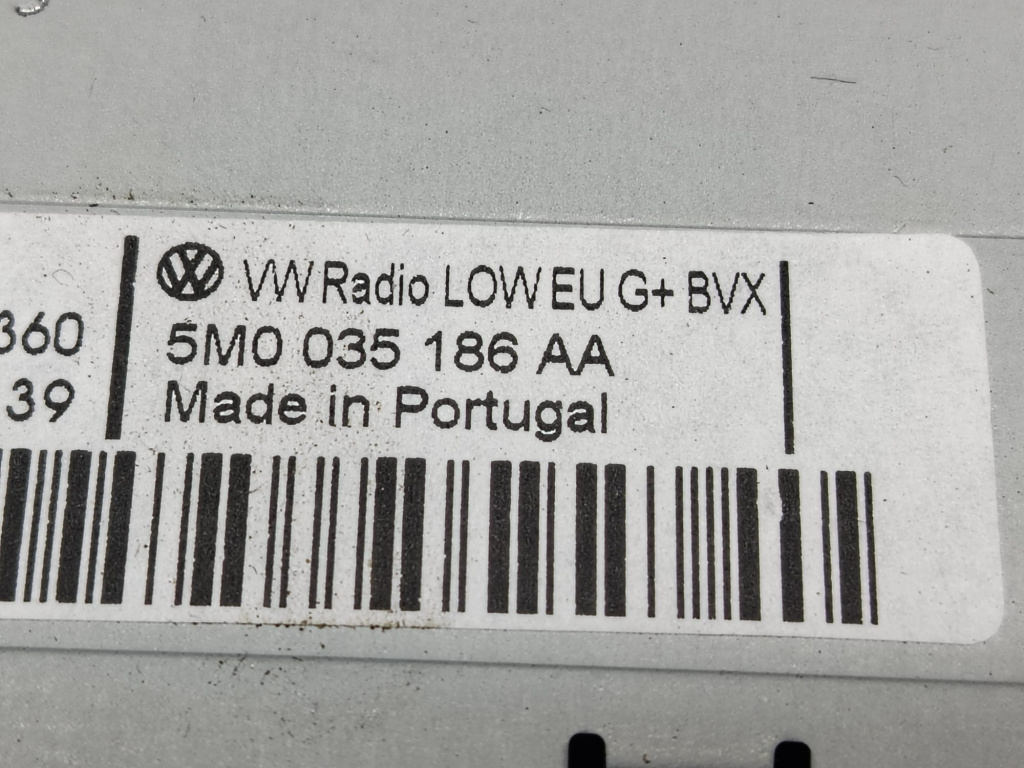 VW Radio LOW EU G+ BVX
360
5M0 035 186 AA
39
Made in Portugal